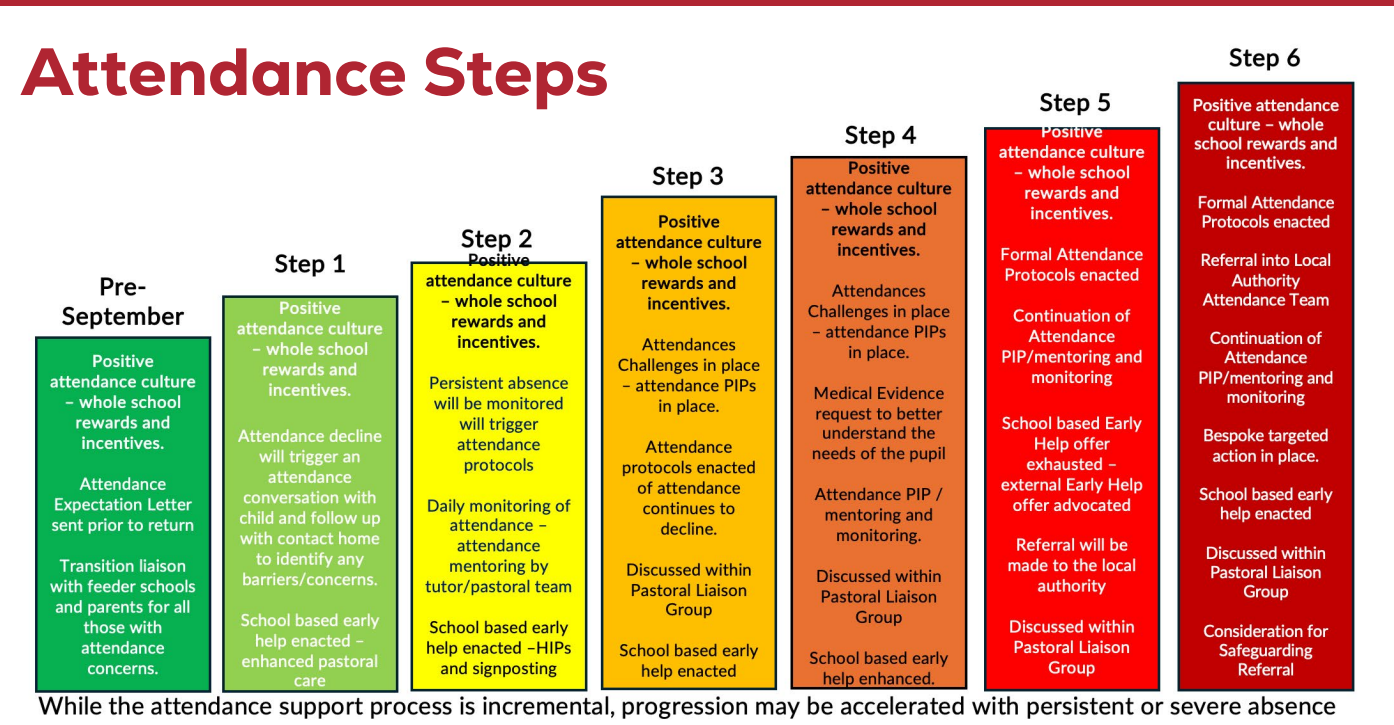 Attendance Steps
Pre-
September
Positive
attendance culture
– whole school
rewards and
incentives.
Attendance
Expectation Letter
sent prior to return
Transition liaison
with feeder schools
and parents for all
those with
attendance
concerns.
Step 1
Positive
attendance culture
– whole school
rewards and
incentives.
Attendance decline
will trigger an
attendance
conversation with
child and follow up
with contact home
to identify any
barriers/concerns.
School based early
help enacted –
enhanced pastoral
care
Step 2
Positive
attendance culture
– whole school
rewards and
incentives.
Persistent absence
will be monitored
will trigger
attendance
protocols
Daily monitoring of
attendance –
attendance
mentoring by
tutor/pastoral team
School based early
help enacted –HIPs
and signposting
Step 3
Positive
attendance culture
– whole school
rewards and
incentives.
Attendances
Challenges in place
– attendance PIPs
in place.
Attendance
protocols enacted
of attendance
continues to
decline.
Discussed within
Pastoral Liaison
Group
School based early
help enacted
Step 4
Positive
attendance culture
– whole school
rewards and
incentives.
Attendances
Challenges in place
– attendance PIPs
in place.
Medical Evidence
request to better
understand the
needs of the pupil
Attendance PIP /
mentoring and
monitoring.
Discussed within
Pastoral Liaison
Group
School based early
help enhanced.
Step 5
Positive
attendance culture
– whole school
rewards and
incentives.
Formal Attendance
Protocols enacted
Continuation of
Attendance
PIP/mentoring and
monitoring
School based Early
Help offer
exhausted –
external Early Help
offer advocated
Referral will be
made to the local
authority
Discussed within
Pastoral Liaison
Group
Step 6
Positive attendance
culture – whole
school rewards and
incentives.
Formal Attendance
Protocols enacted
Referral into Local
Authority
Attendance Team
Continuation of
Attendance
PIP/mentoring and
monitoring
Bespoke targeted
action in place.
School based early
help enacted
Discussed within
Pastoral Liaison
Group
Consideration for
Safeguarding
Referral
While the attendance support process is incremental, progression may be accelerated with persistent or severe absence